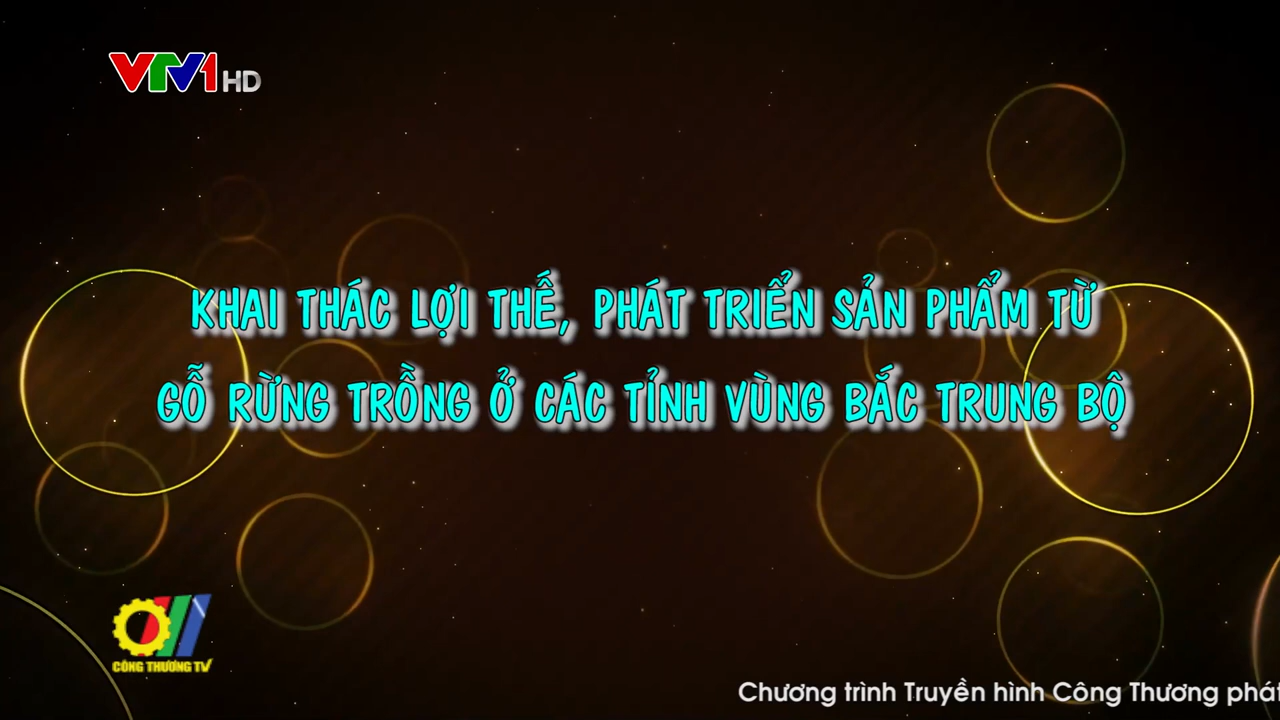 VTV1 HD
KHAI THÁC LỢI THẾ, PHÁT TRIỂN SẢN PHẨM TỪ
GỖ RỪNG TRỒNG Ở CÁC TỈNH VÙNG BẮC TRUNG BỘ
CÔNG THƯƠNG TV
Chương trình Truyền hình Công Thương phát